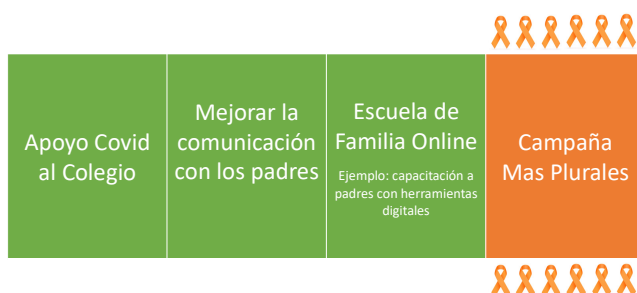 Apoyo Covid
al Colegio
Mejorar la
comunicación
con los padres
Escuela de
Familia Online
Ejemplo: capacitación a
padres con herramientas
digitales
Campaña
Mas Plurales